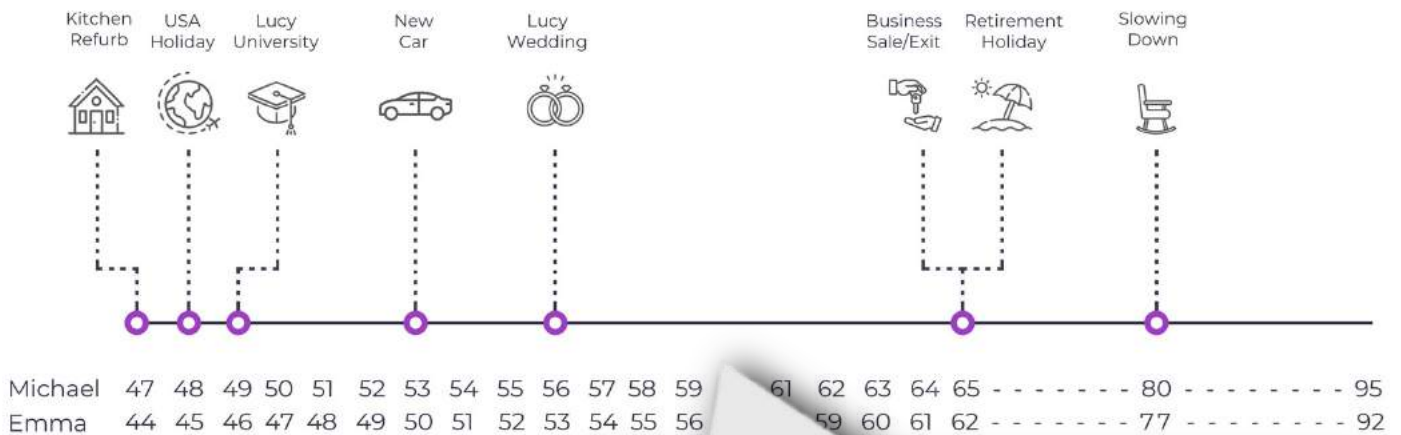 Kitchen
Refurb
USA
Holiday
Lucy
University
New
Car
Lucy
Wedding
Business
Sale/Exit
Retirement
Holiday
Slowing
Down
Michael 47 48 49 50 51 52 53 54 55 56 57 58 59 61 62 63 64 65 - - - - - - - 80 - - - - - - - - 95
Emma 44 45 46 47 48 49 50 51 52 53 54 55 56 59 60 61 62 - - - - - - - 77 - - - - - - - - 92